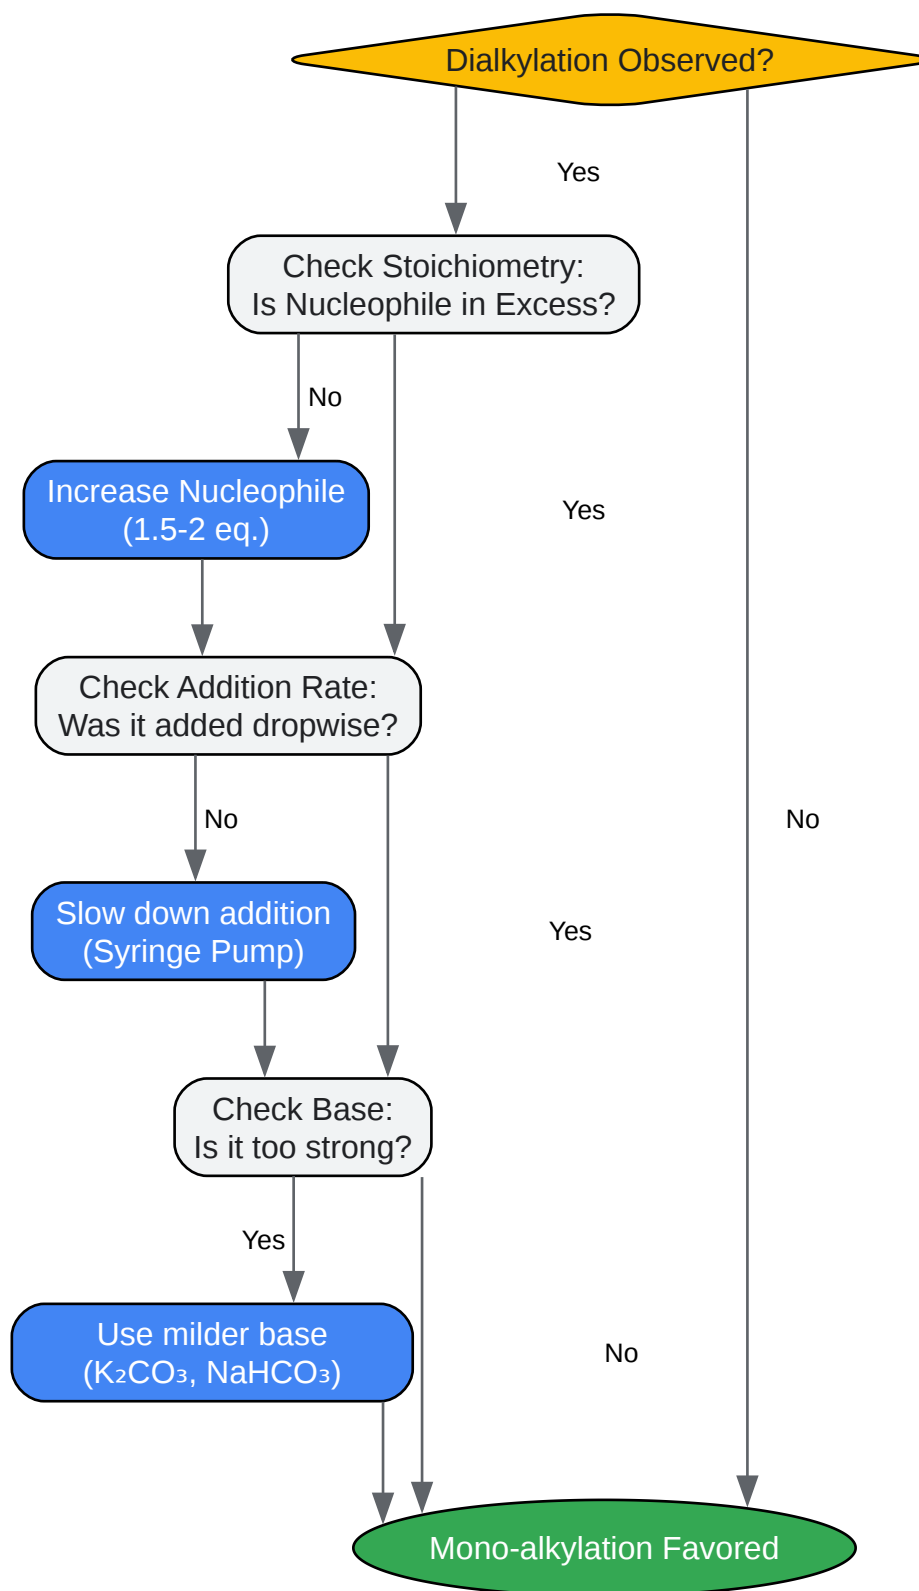 Dialkylation Observed?
Yes
Check Stoichiometry:
Is Nucleophile in Excess?
No
Increase Nucleophile
(1.5-2 eq.)
Yes
Check Addition Rate:
Was it added dropwise?
No
No
Slow down addition
(Syringe Pump)
Yes
Check Base:
Is it too strong?
Yes
Use milder base
(K₂CO₃, NaHCO₃)
No
Mono-alkylation Favored